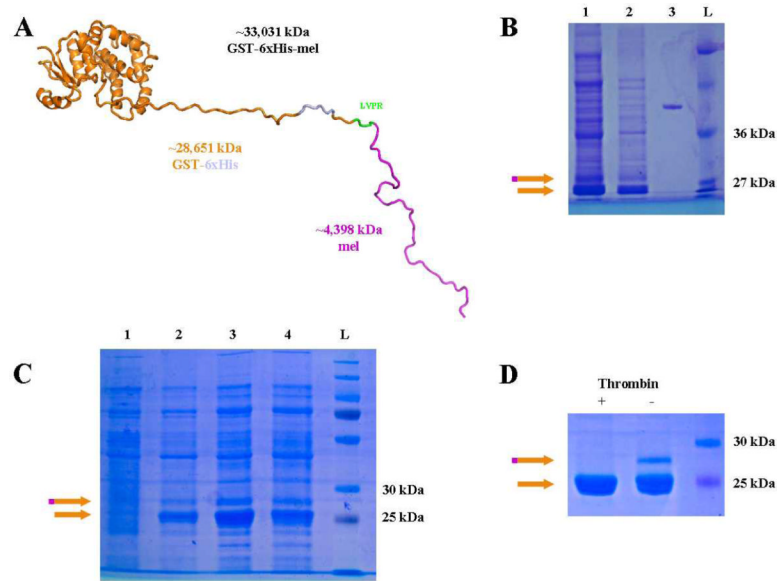 A
~33,031 kDa
GST-6xHis-mel
LVPR
~28,651 kDa
GST-6xHis
~4,398 kDa
mel
B
1 2 3 L
36 kDa
27 kDa
C
1 2 3 4 L
30 kDa
25 kDa
D
Thrombin
+ -
30 kDa
25 kDa